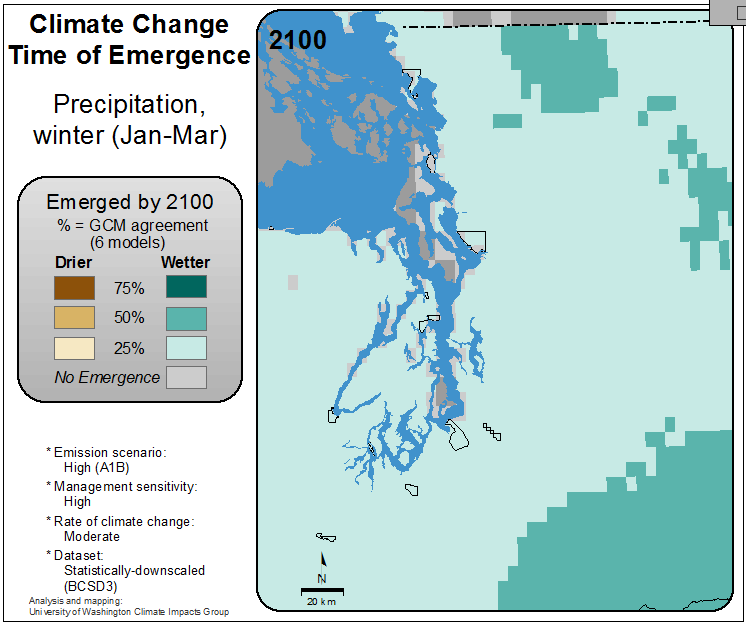 Climate Change
Time of Emergence
Precipitation,
winter (Jan-Mar)
Emerged by 2100
% = GCM agreement
(6 models)
Drier Wetter
75%
50%
25%
No Emergence
* Emission scenario:
High (A1B)
* Management sensitivity:
High
* Rate of climate change:
Moderate
* Dataset:
Statistically-downscaled
(BCSD3)
Analysis and mapping:
University of Washington Climate Impacts Group
2100
N
20 km